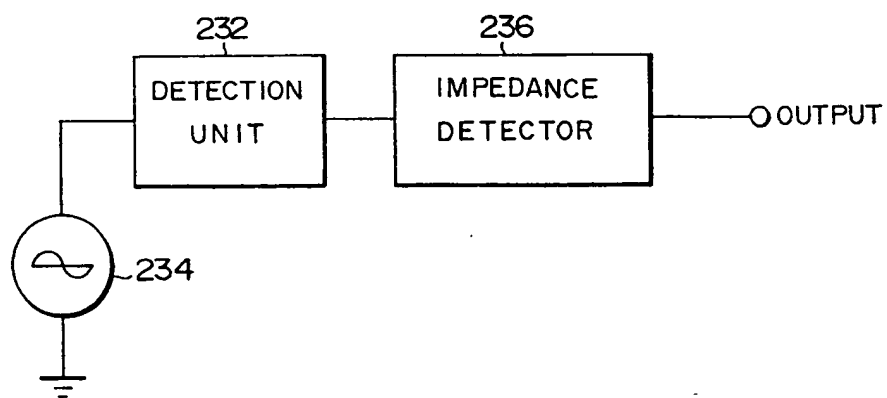 232
236
DETECTION
UNIT
IMPEDANCE
DETECTOR
OUTPUT
234